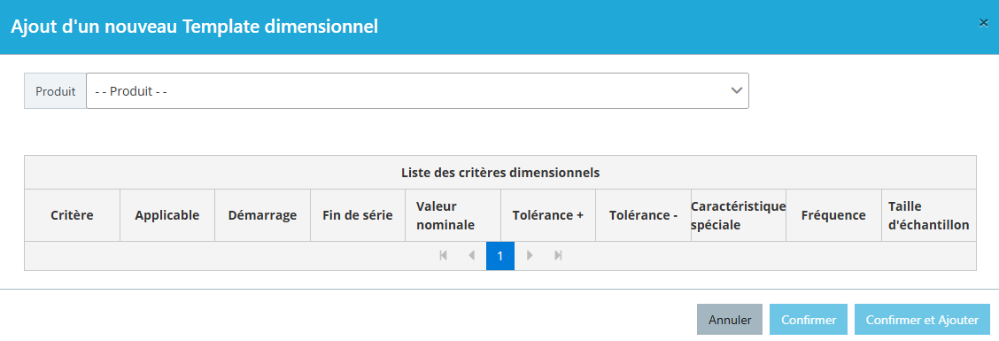 Ajout d'un nouveau Template dimensionnel
×
Produit
- - Produit - -
Liste des critères dimensionnels
Critère
Applicable
Démarrage
Fin de série
Valeur
nominale
Tolérance +
Tolérance -
Caractéristique
spéciale
Fréquence
Taille
d'échantillon
1
Annuler
Confirmer
Confirmer et Ajouter